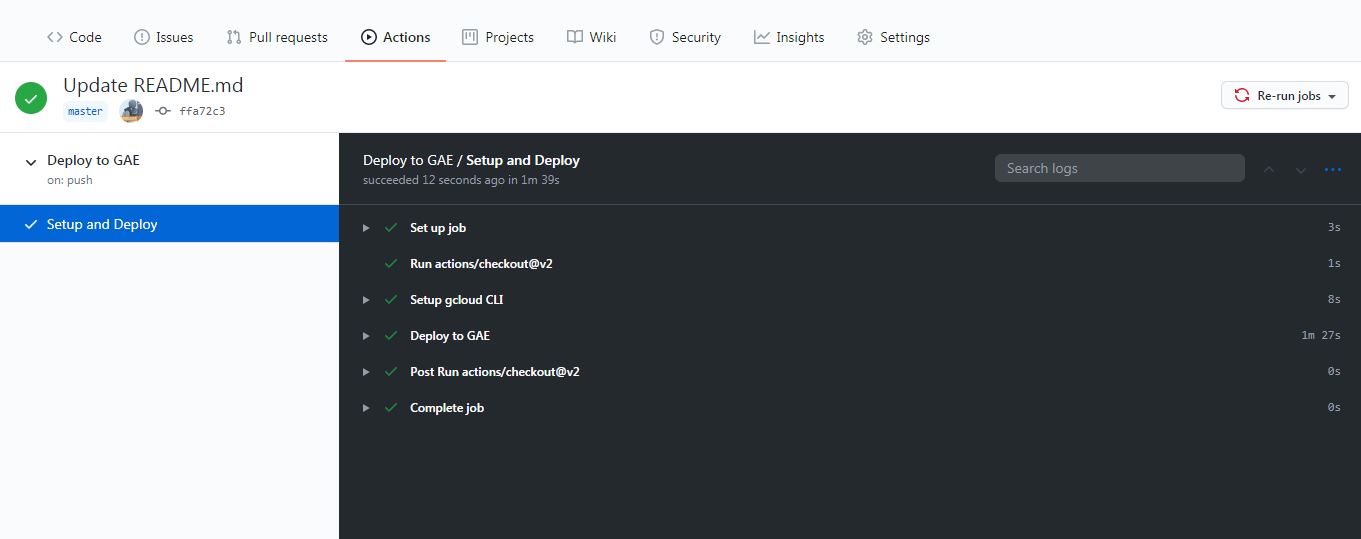 Code Issues Pull requests Actions Projects Wiki Security Insights Settings
Update README.md
master ffa72c3
Re-run jobs
Deploy to GAE
on: push
Setup and Deploy
Deploy to GAE / Setup and Deploy
succeeded 12 seconds ago in 1m 39s
Search logs
Set up job 3s
Run actions/checkout@v2 1s
Setup gcloud CLI 8s
Deploy to GAE 1m 27s
Post Run actions/checkout@v2 0s
Complete job 0s